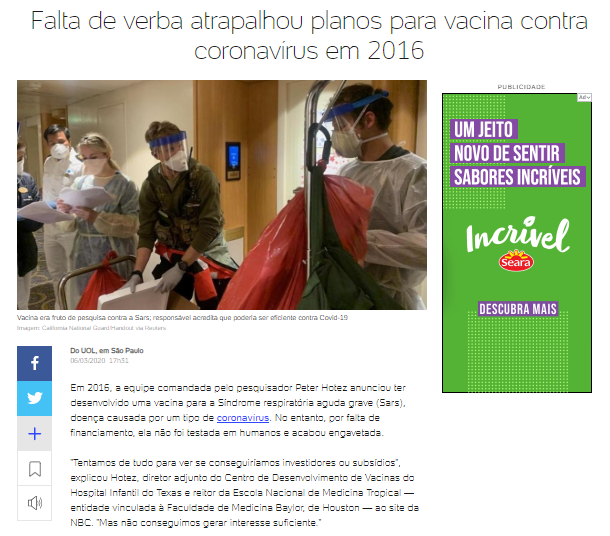 Falta de verba atrapalhou planos para vacina contra
coronavírus em 2016
PUBLICIDADE
Ad
UM JEITO
NOVO DE SENTIR
SABORES INCRÍVEIS
Incrível
Seara
DESCUBRA MAIS
Vacina era fruto de pesquisa contra a Sars; responsável acredita que poderia ser eficiente contra Covid-19
Imagem: California National Guard/Handout via Reuters
Do UOL, em São Paulo
06/03/2020 17h31
Em 2016, a equipe comandada pelo pesquisador Peter Hotez anunciou ter
desenvolvido uma vacina para a Síndrome respiratória aguda grave (Sars),
doença causada por um tipo de coronavírus. No entanto, por falta de
financiamento, ela não foi testada em humanos e acabou engavetada.
"Tentamos de tudo para ver se conseguiríamos investidores ou subsídios",
explicou Hotez, diretor adjunto do Centro de Desenvolvimento de Vacinas do
Hospital Infantil do Texas e reitor da Escola Nacional de Medicina Tropical —
entidade vinculada à Faculdade de Medicina Baylor, de Houston — ao site da
NBC. "Mas não conseguimos gerar interesse suficiente."